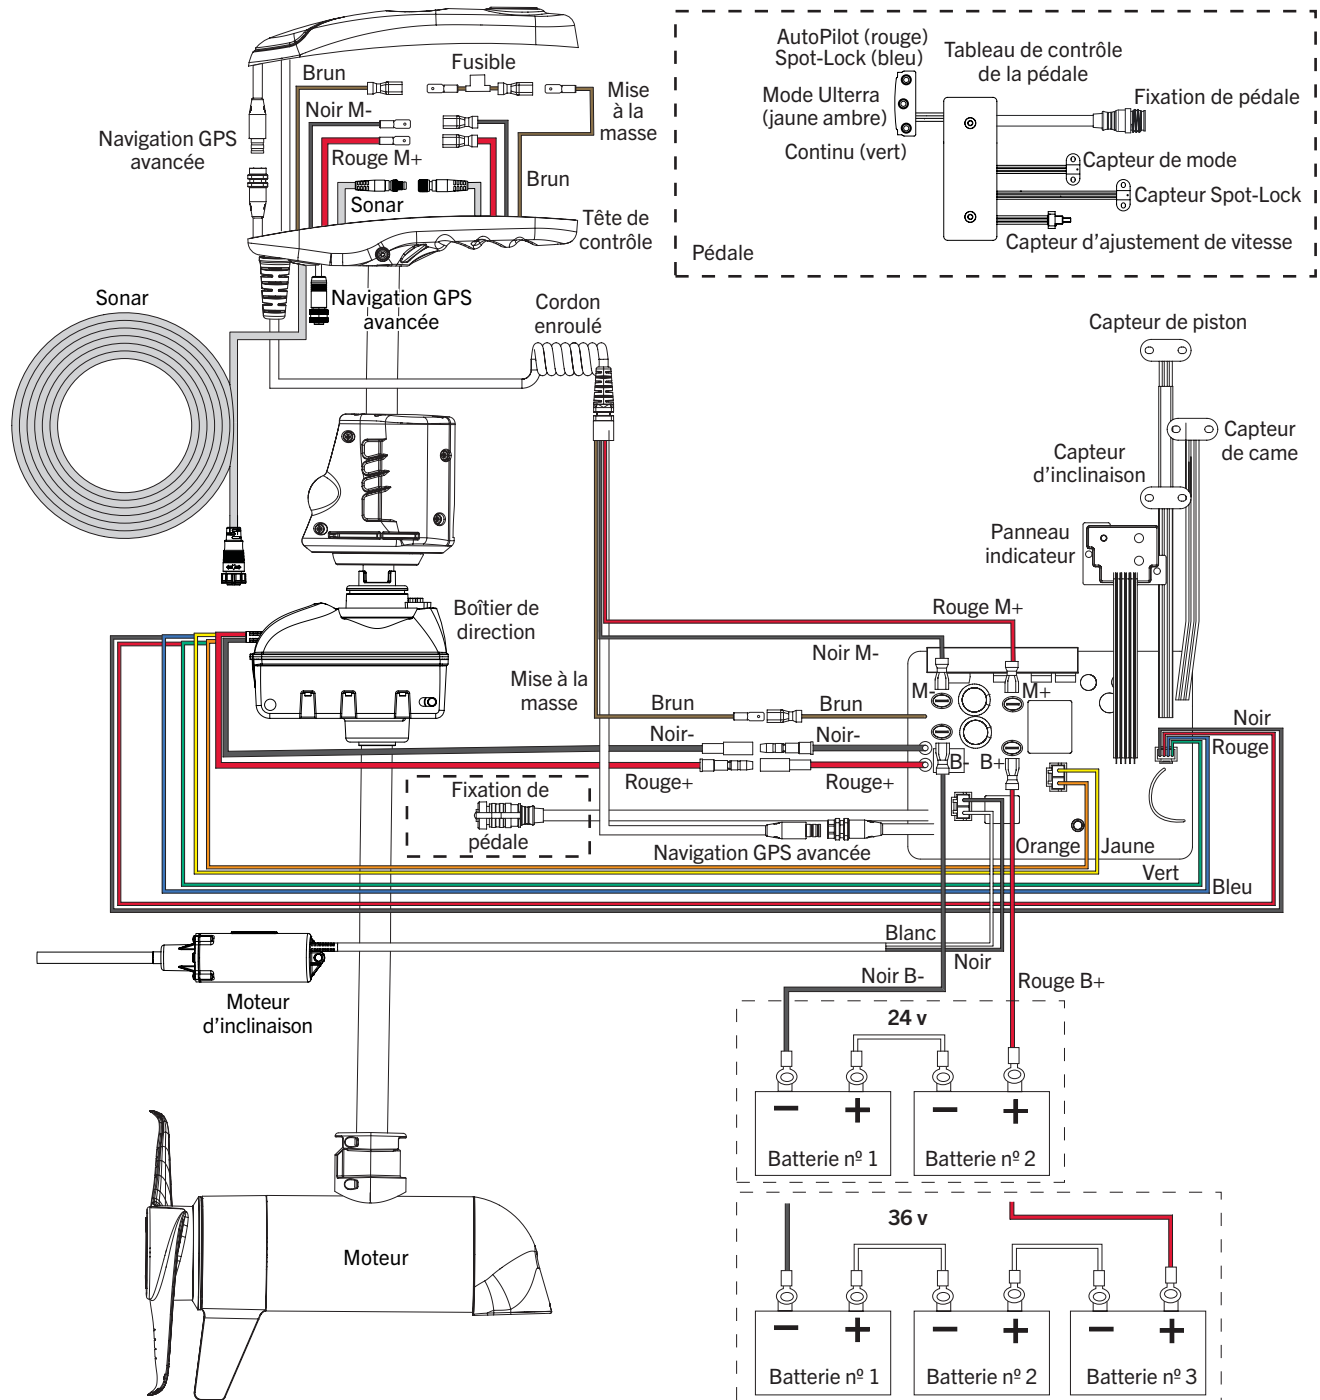 AutoPilot (rouge)
Spot-Lock (bleu)
Tableau de contrôle
de la pédale
Mode Ulterra
(jaune ambre)
Continu (vert)
Fixation de pédale
Capteur de mode
Capteur Spot-Lock
Capteur d'ajustement de vitesse
Pédale
Brun
Fusible
Mise
à la
masse
Noir M-
Navigation GPS
avancée
Rouge M+
Brun
Sonar
Tête de
contrôle
Sonar
Navigation GPS
avancée
Cordon
enroulé
Capteur de piston
Capteur
de came
Capteur
d'inclinaison
Panneau
indicateur
Boîtier de
direction
Rouge M+
Noir M-
Mise à la
masse
M-
M+
Brun
Brun
Noir
Noir-
Noir-
Rouge
B-
B+
Rouge+
Rouge+
Fixation de
pédale
Navigation GPS avancée
Orange
Jaune
Vert
Bleu
Blanc
Noir
Noir B-
Rouge B+
Moteur
d'inclinaison
24 v
− + − +
Batterie nº 1
Batterie nº 2
36 v
Moteur
− + − + − +
Batterie nº 1
Batterie nº 2
Batterie nº 3